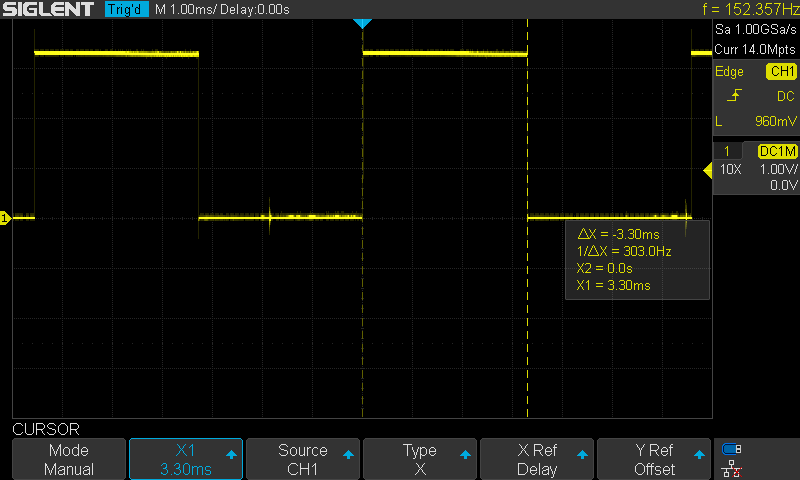 SIGLENT Trig'd M 1.00ms/ Delay:0.00s f = 152.357Hz
Sa 1.00GSa/s
Curr 14.0Mpts
Edge CH1
DC
L 960mV
1 DC1M
10X 1.00V/
0.0V
1
ΔX = -3.30ms
1/ΔX = 303.0Hz
X2 = 0.0s
X1 = 3.30ms
CURSOR
Mode
Manual
X1
3.30ms
Source
CH1
Type
X
X Ref
Delay
Y Ref
Offset